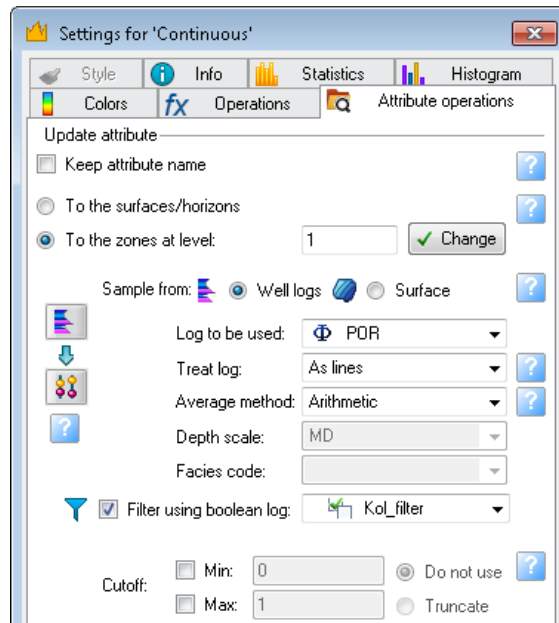 Settings for 'Continuous'
Style Info Statistics Histogram
Colors fx Operations Attribute operations
Update attribute
Keep attribute name ?
To the surfaces/horizons ?
To the zones at level: 1 Change
Sample from: Well logs Surface ?
Log to be used: Φ POR
Treat log: As lines ?
Average method: Arithmetic ?
? Depth scale: MD
Facies code:
Filter using boolean log: Kol_filter
Cutoff: Min: 0 Do not use ?
Max: 1 Truncate